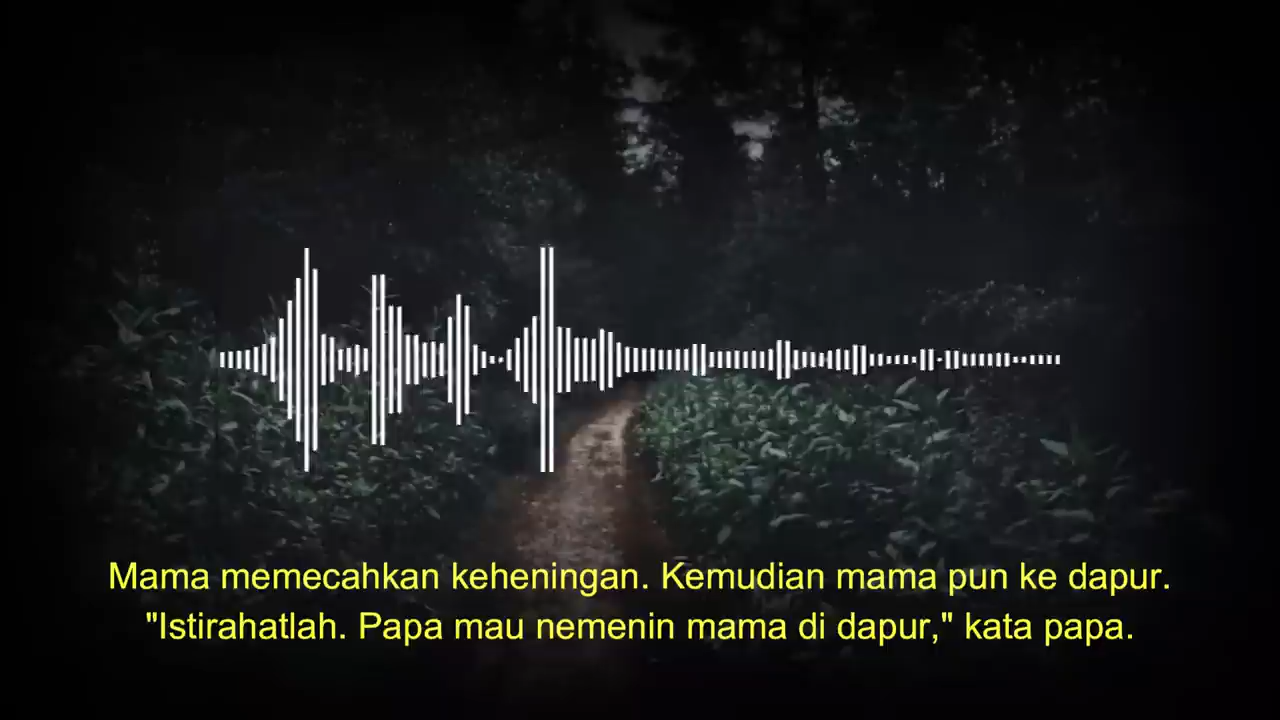 Mama memecahkan keheningan. Kemudian mama pun ke dapur.
"Istirahatlah. Papa mau nemenin mama di dapur," kata papa.